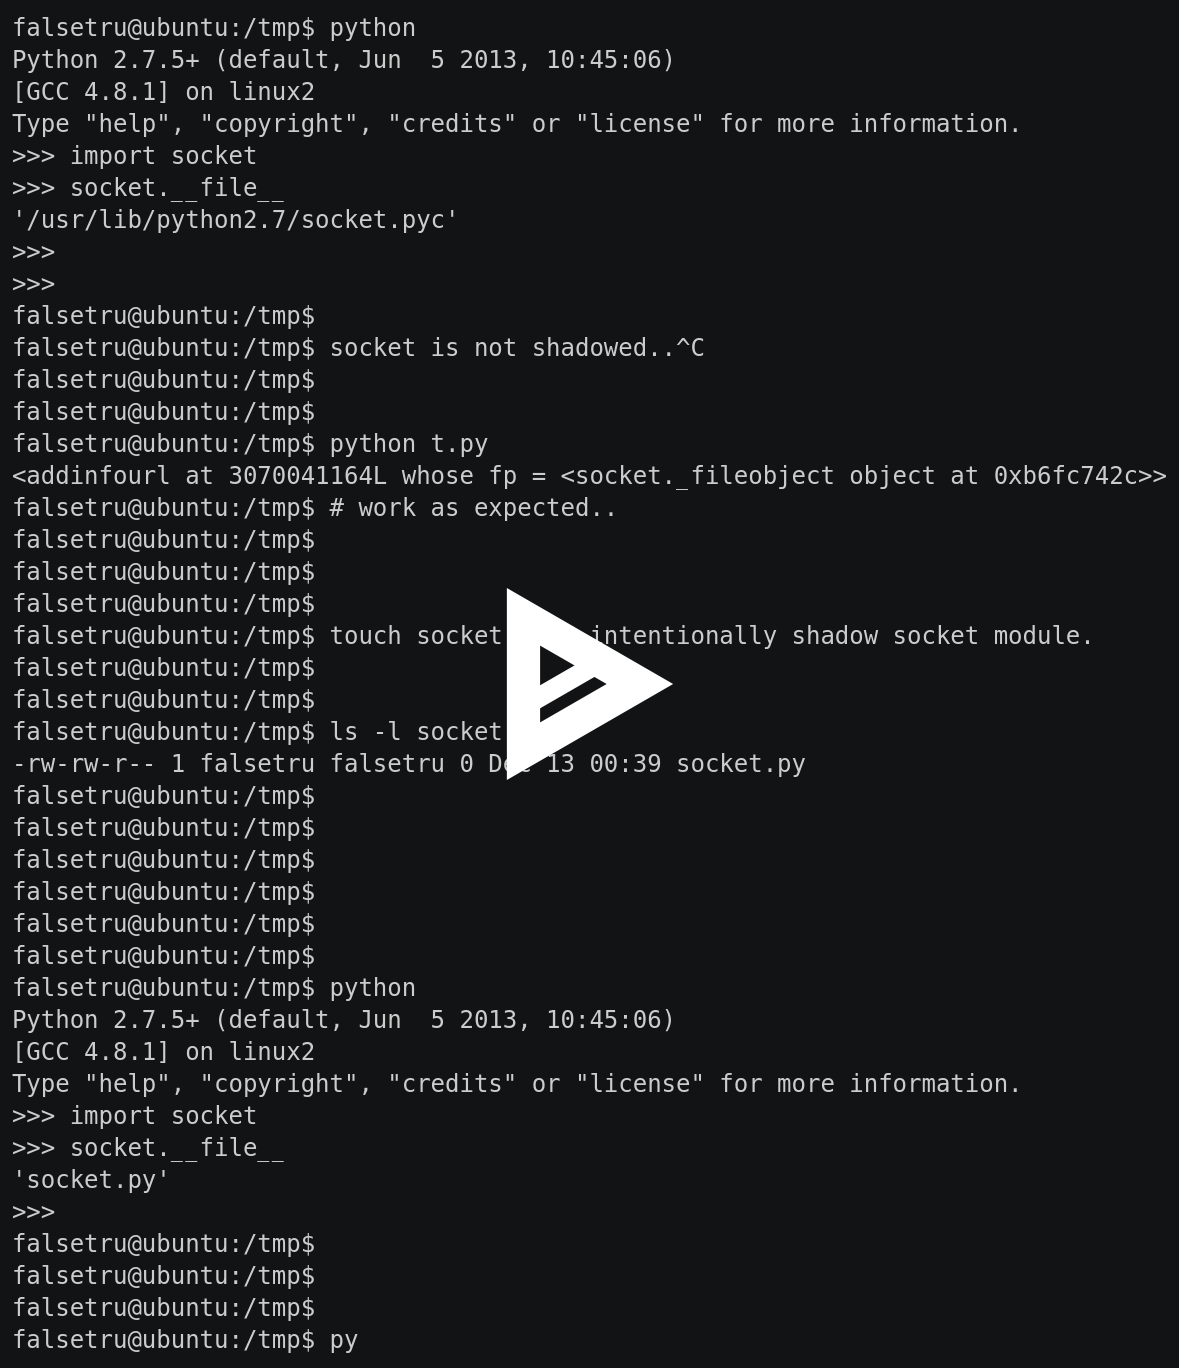 falsetru@ubuntu:/tmp$ python
Python 2.7.5+ (default, Jun  5 2013, 10:45:06)
[GCC 4.8.1] on linux2
Type "help", "copyright", "credits" or "license" for more information.
>>> import socket
>>> socket.__file__
'/usr/lib/python2.7/socket.pyc'
>>>
>>>
falsetru@ubuntu:/tmp$
falsetru@ubuntu:/tmp$ socket is not shadowed..^C
falsetru@ubuntu:/tmp$
falsetru@ubuntu:/tmp$
falsetru@ubuntu:/tmp$ python t.py
<addinfourl at 3070041164L whose fp = <socket._fileobject object at 0xb6fc742c>>
falsetru@ubuntu:/tmp$ # work as expected..
falsetru@ubuntu:/tmp$
falsetru@ubuntu:/tmp$
falsetru@ubuntu:/tmp$
falsetru@ubuntu:/tmp$ touch socket intentionally shadow socket module.
falsetru@ubuntu:/tmp$
falsetru@ubuntu:/tmp$
falsetru@ubuntu:/tmp$ ls -l socket
-rw-rw-r-- 1 falsetru falsetru 0 Dec 13 00:39 socket.py
falsetru@ubuntu:/tmp$
falsetru@ubuntu:/tmp$
falsetru@ubuntu:/tmp$
falsetru@ubuntu:/tmp$
falsetru@ubuntu:/tmp$
falsetru@ubuntu:/tmp$
falsetru@ubuntu:/tmp$ python
Python 2.7.5+ (default, Jun  5 2013, 10:45:06)
[GCC 4.8.1] on linux2
Type "help", "copyright", "credits" or "license" for more information.
>>> import socket
>>> socket.__file__
'socket.py'
>>>
falsetru@ubuntu:/tmp$
falsetru@ubuntu:/tmp$
falsetru@ubuntu:/tmp$
falsetru@ubuntu:/tmp$ py